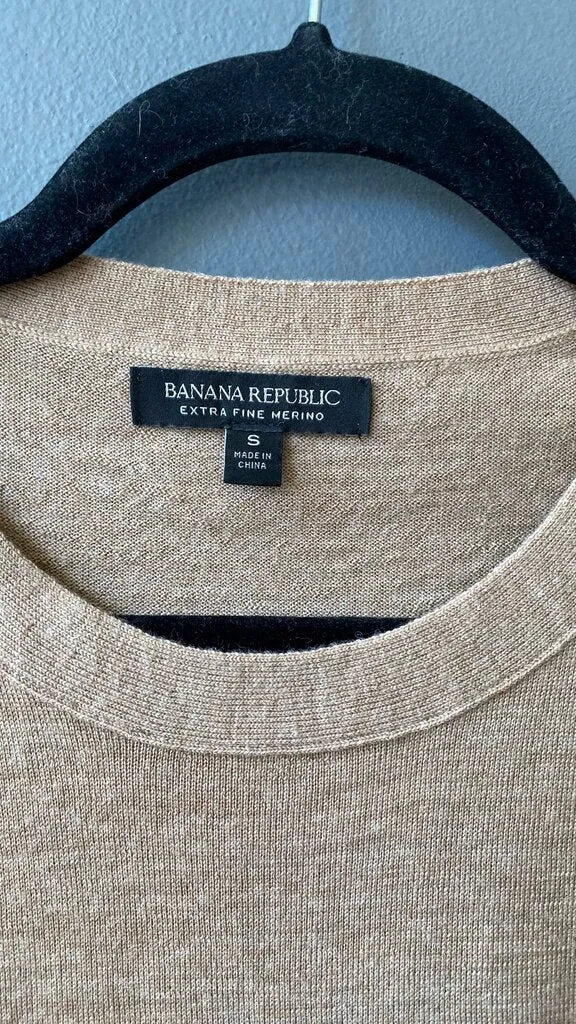 BANANA REPUBLIC
EXTRA FINE MERINO
S
MADE IN
CHINA